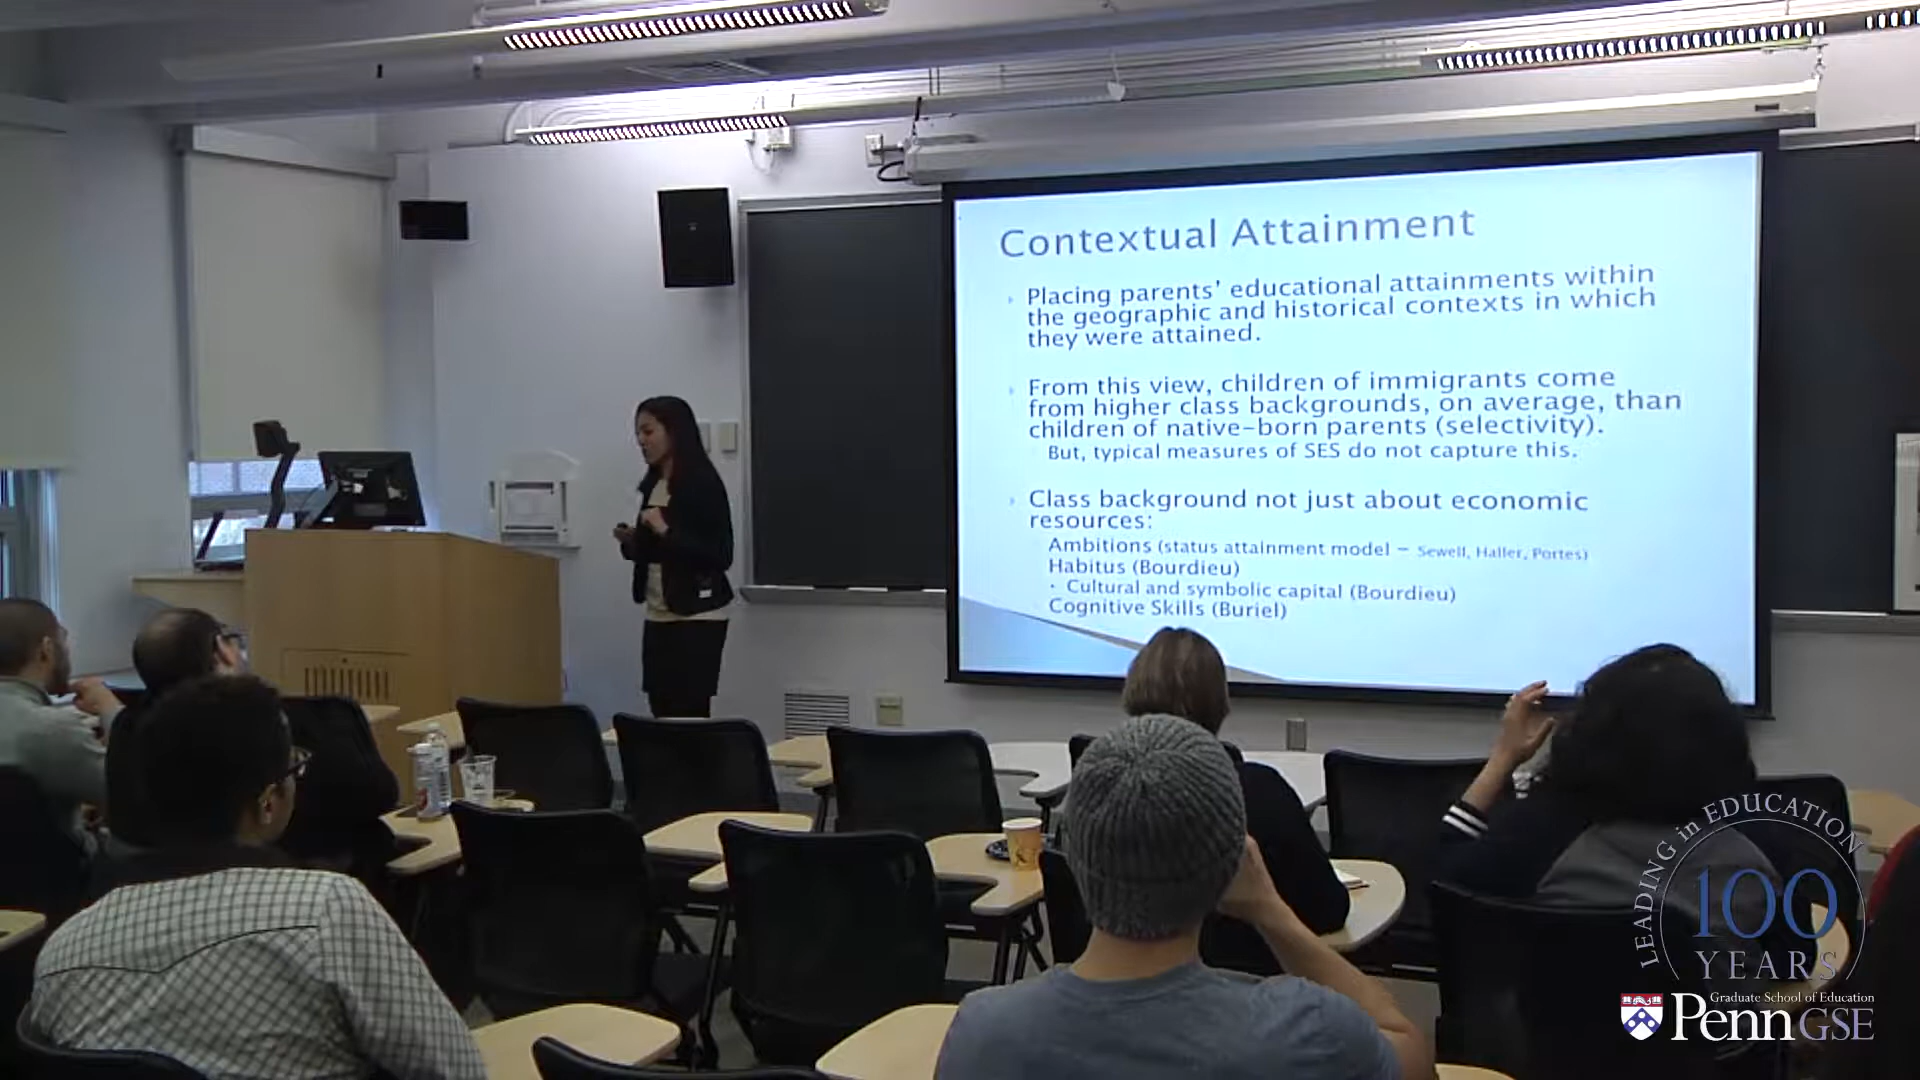 Contextual Attainment
Placing parents' educational attainments within
the geographic and historical contexts in which
they were attained.
From this view, children of immigrants come
from higher class backgrounds, on average, than
children of native-born parents (selectivity).
But, typical measures of SES do not capture this.
Class background not just about economic
resources:
Ambitions (status attainment model – Sewell, Haller, Portes)
Habitus (Bourdieu)
• Cultural and symbolic capital (Bourdieu)
Cognitive Skills (Buriel)
LEADING in EDUCATION
100
YEARS
Graduate School of Education
PennGSE